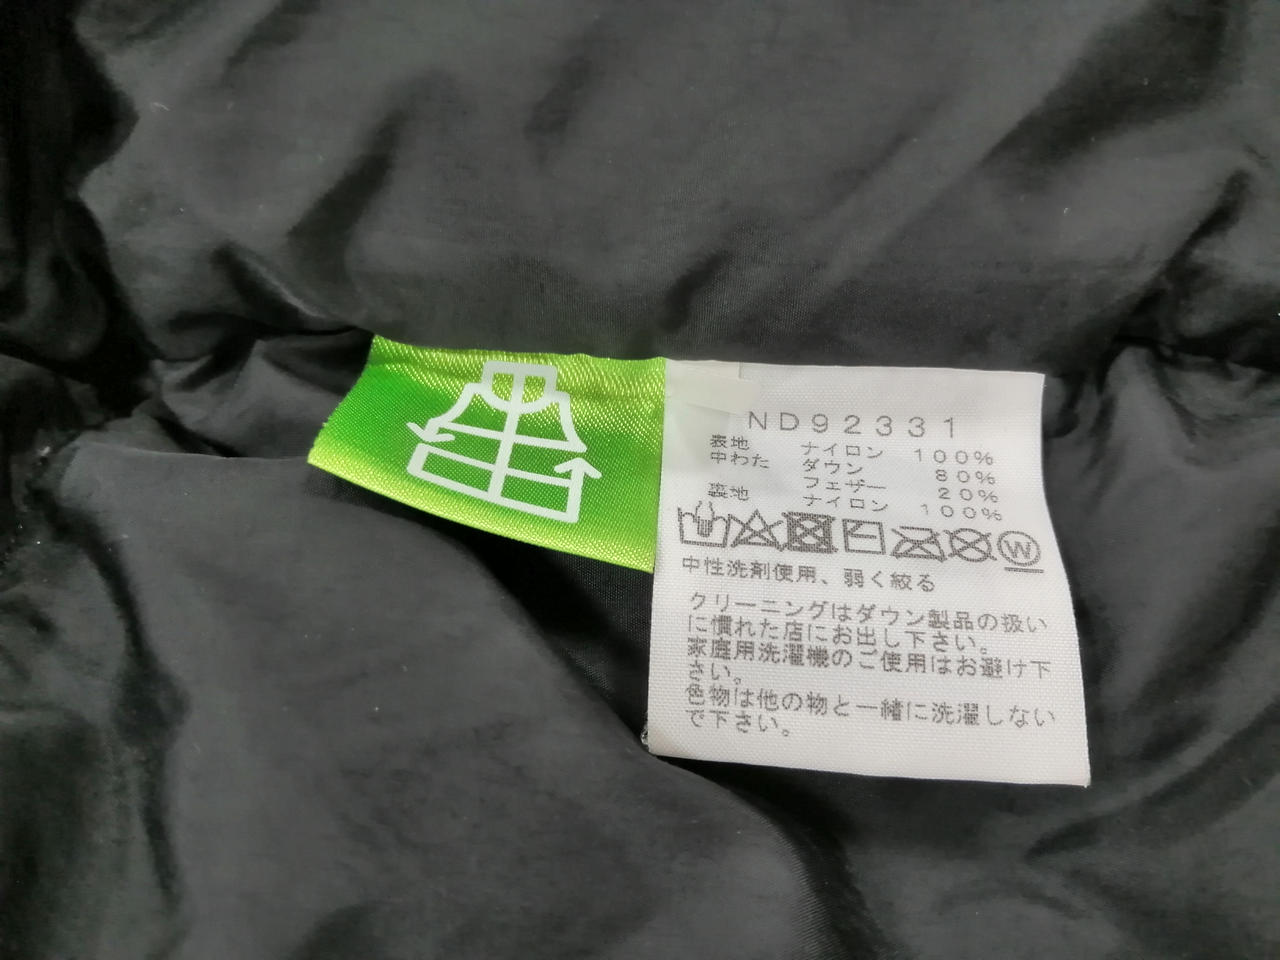 ND92331
表地 ナイロン 100%
中わた ダウン 80%
フェザー 20%
裏地 ナイロン 100%
W
中性洗剤使用、弱く絞る
クリーニングはダウン製品の扱い
に慣れた店にお出し下さい。
家庭用洗濯機のご使用はお避け下
さい。
色物は他の物と一緒に洗濯しない
で下さい。